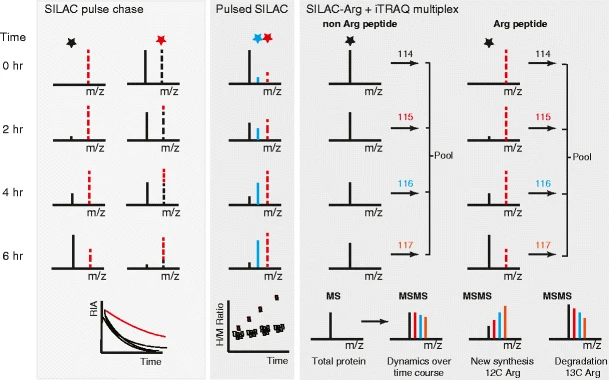 SILAC pulse chase
Pulsed SILAC
SILAC-Arg + iTRAQ multiplex
non Arg peptide
Arg peptide
Time
0 hr
m/z
m/z
m/z
m/z
114
m/z
114
2 hr
m/z
m/z
m/z
m/z
115
m/z
115
Pool
Pool
4 hr
m/z
m/z
m/z
m/z
116
m/z
116
6 hr
m/z
m/z
m/z
m/z
117
m/z
117
RIA
Time
H/M Ratio
Time
MS
m/z
Total protein
MSMS
m/z
Dynamics over
time course
MSMS
m/z
New synthesis
12C Arg
MSMS
m/z
Degradation
13C Arg